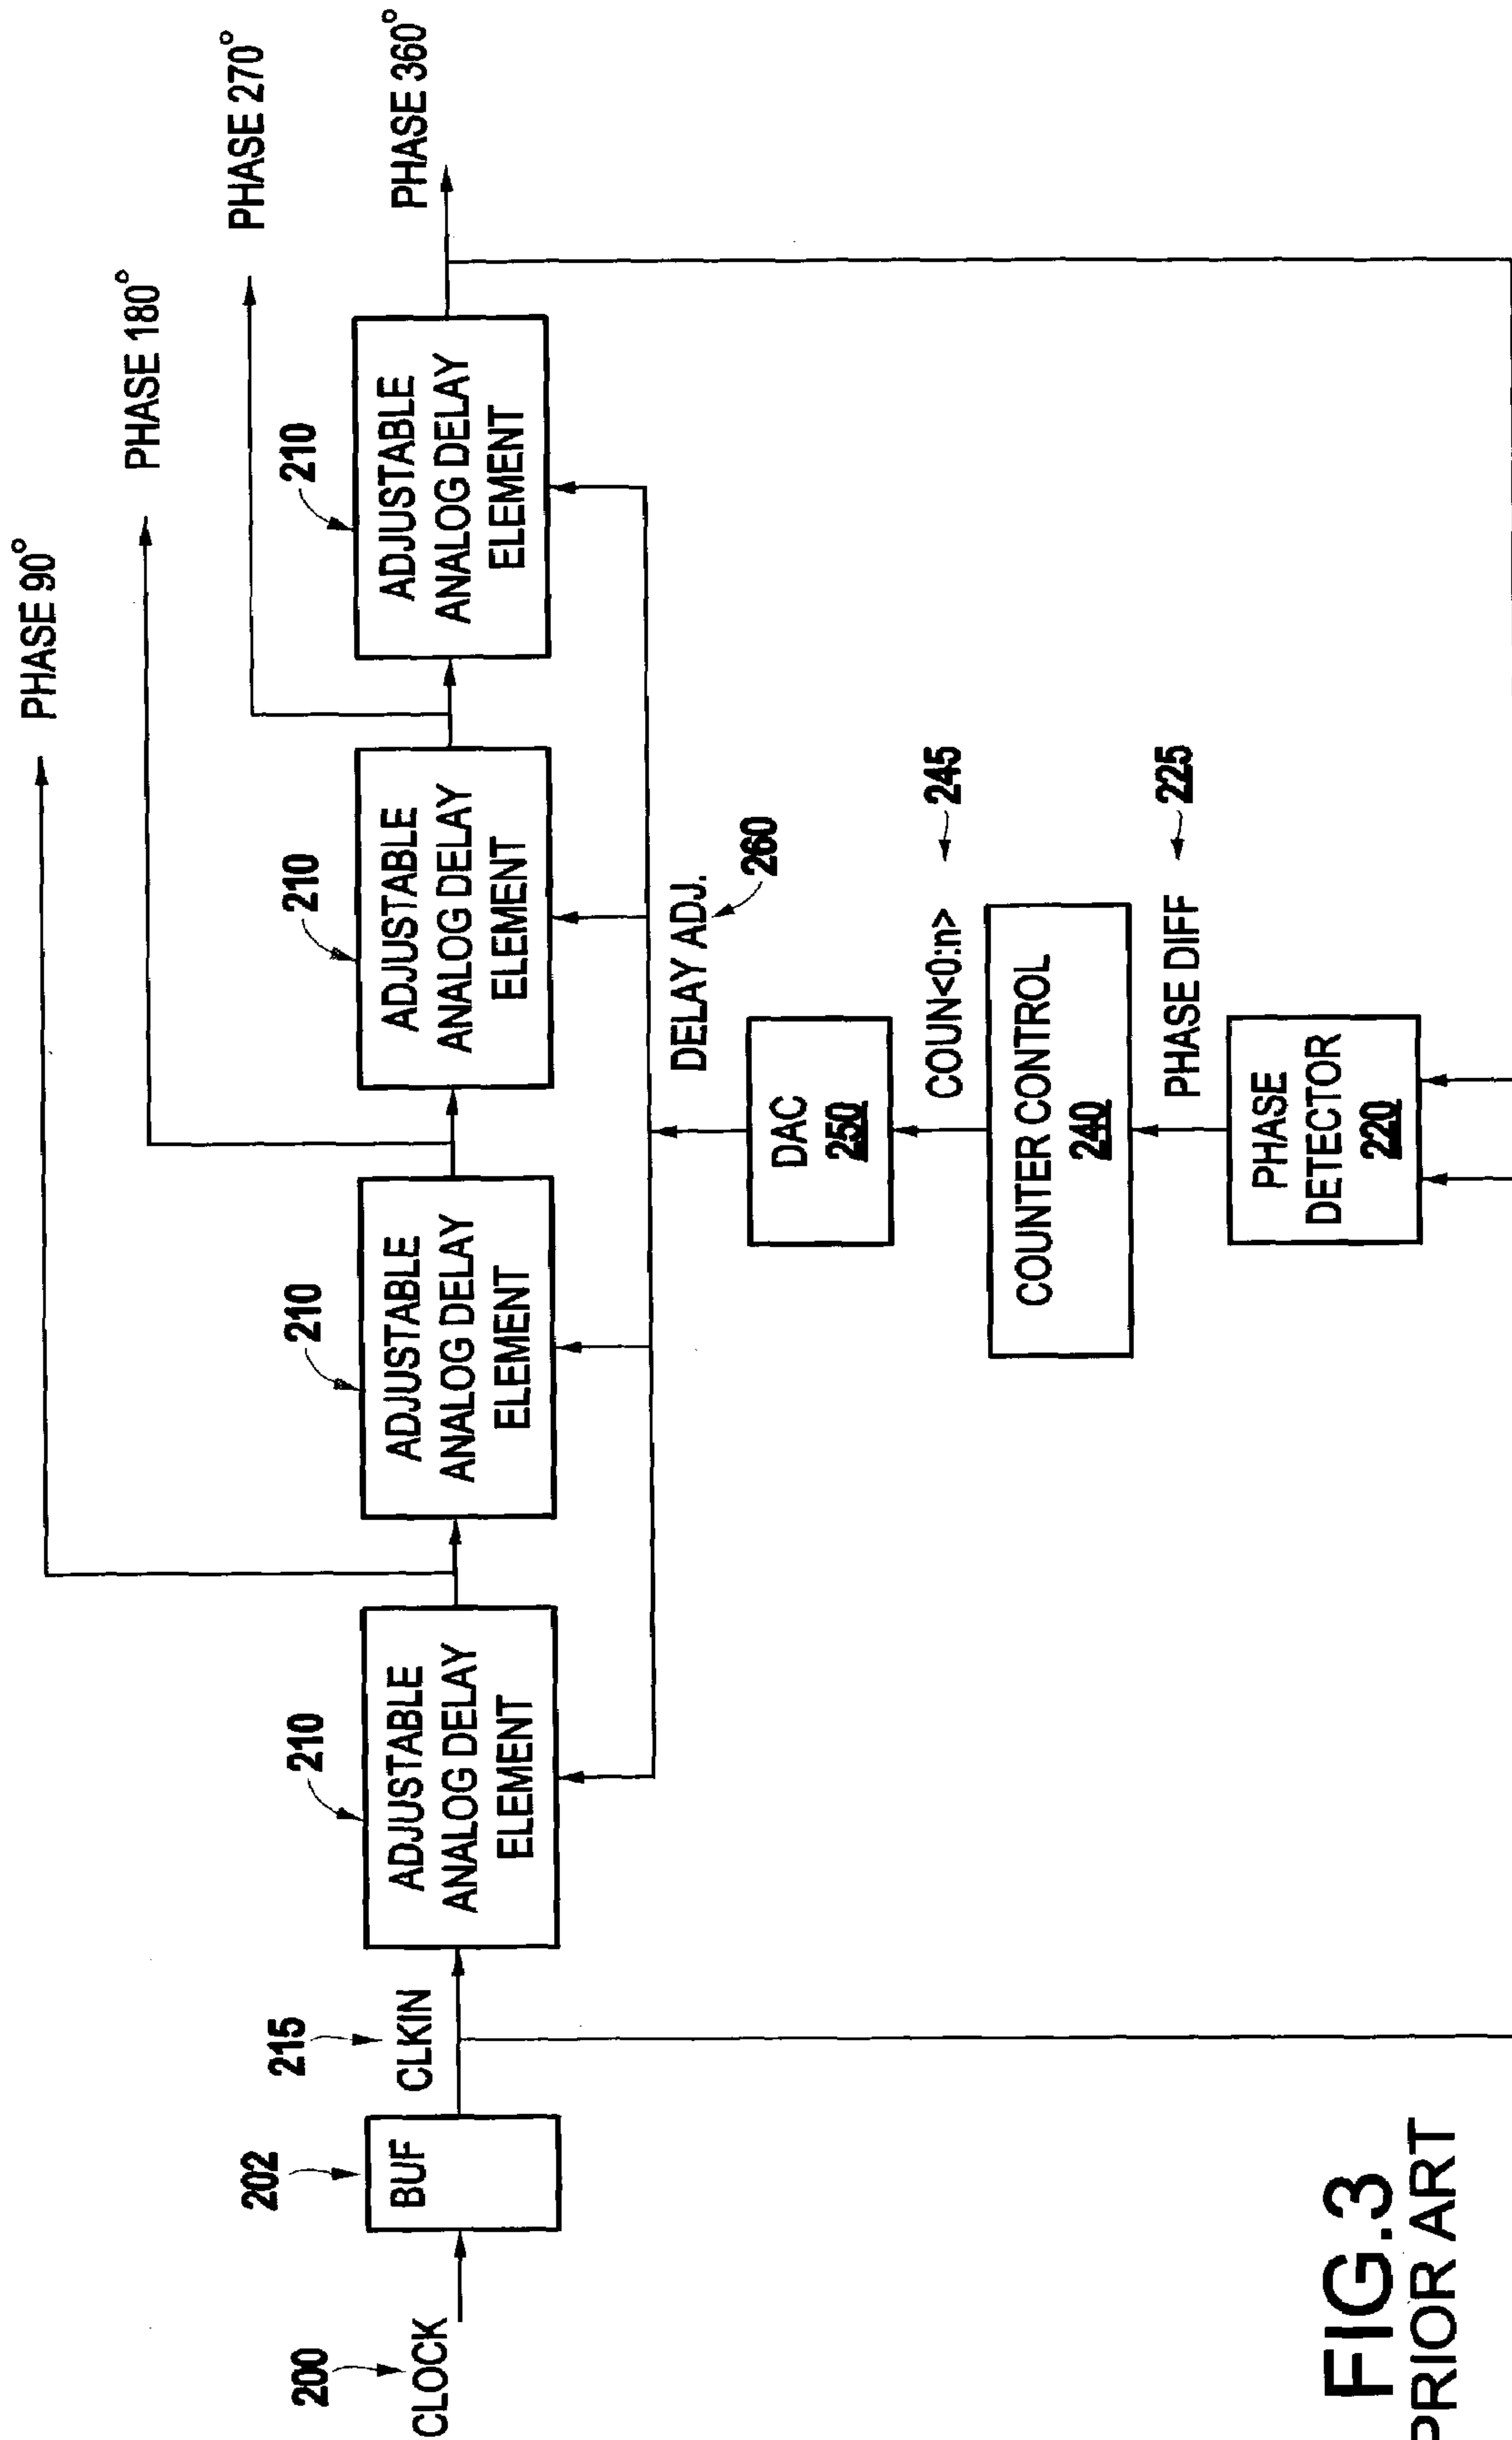 PHASE 90°
PHASE 180°
PHASE 270°
PHASE 360°
200
CLOCK
202
BUF
215
CLKIN
210
ADJUSTABLE
ANALOG DELAY
ELEMENT
210
ADJUSTABLE
ANALOG DELAY
ELEMENT
210
ADJUSTABLE
ANALOG DELAY
ELEMENT
210
ADJUSTABLE
ANALOG DELAY
ELEMENT
DELAY ADJ.
260
DAC
250
COUN<0:n>
245
COUNTER CONTROL
240
PHASE DIFF
225
PHASE
DETECTOR
220
FIG.3
PRIOR ART